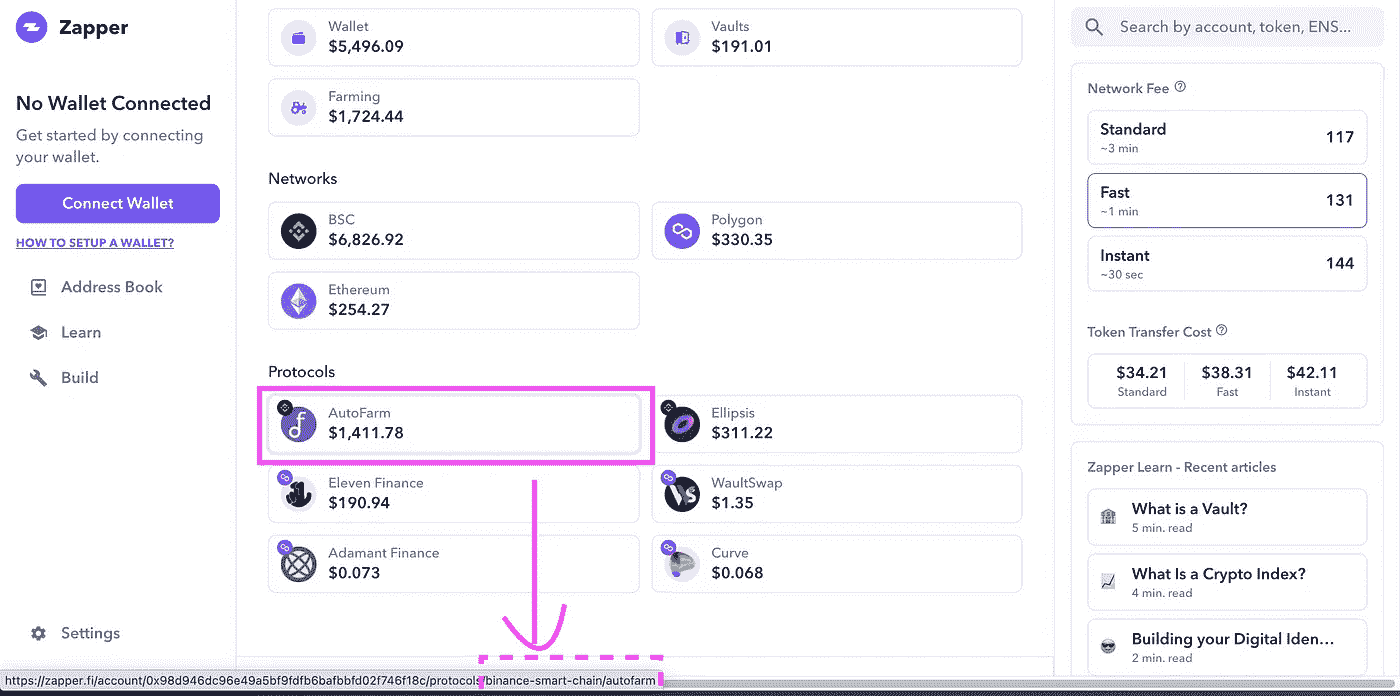 Zapper
No Wallet Connected
Get started by connecting
your wallet.
Connect Wallet
HOW TO SETUP A WALLET?
Address Book
Learn
Build
Settings
Wallet
$5,496.09
Vaults
$191.01
Farming
$1,724.44
Networks
BSC
$6,826.92
Polygon
$330.35
Ethereum
$254.27
Protocols
AutoFarm
$1,411.78
Ellipsis
$311.22
Eleven Finance
$190.94
WaultSwap
$1.35
Adamant Finance
$0.073
Curve
$0.068
Search by account, token, ENS...
Network Fee
Standard
117
~3 min
Fast
131
~1 min
Instant
144
~30 sec
Token Transfer Cost
$34.21
Standard
$38.31
Fast
$42.11
Instant
Zapper Learn - Recent articles
What is a Vault?
5 min. read
What Is a Crypto Index?
4 min. read
Building your Digital Iden...
2 min. read
https://zapper.fi/account/0x98d946dc96e49a5bf9fdfb6bafbbfd02f746f18c/protocols/binance-smart-chain/autofarm